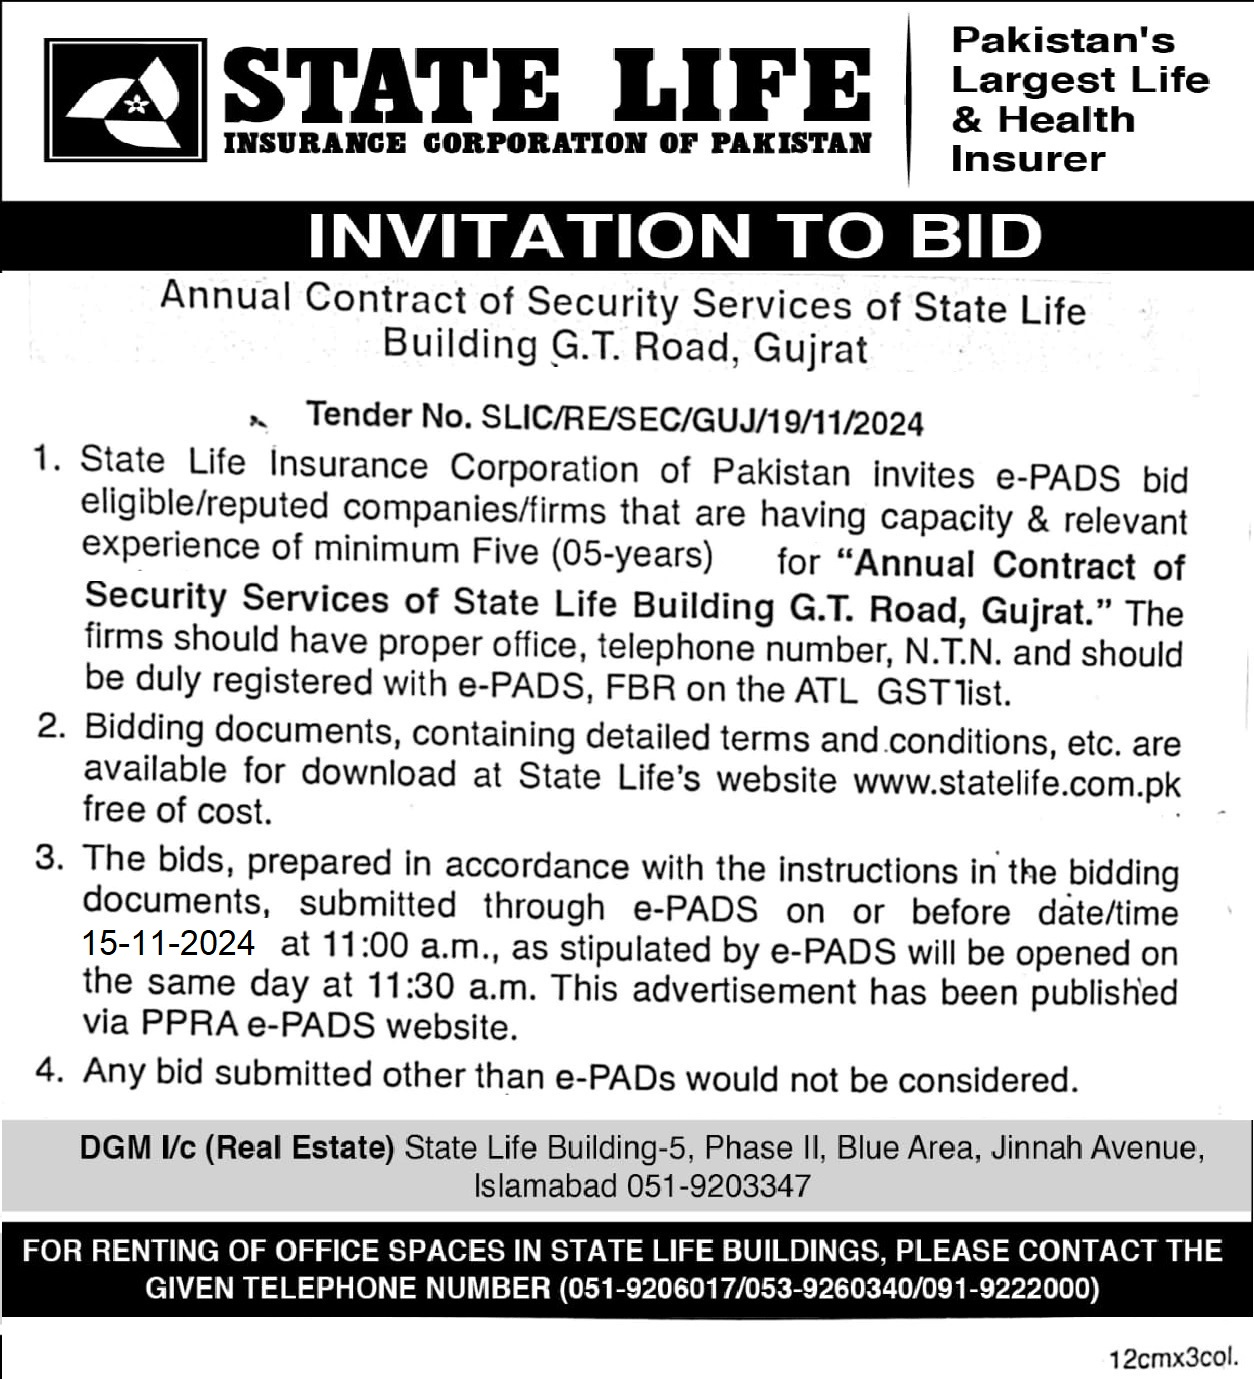 STATE LIFE
INSURANCE CORPORATION OF PAKISTAN
Pakistan's
Largest Life
& Health
Insurer
INVITATION TO BID
Annual Contract of Security Services of State Life
Building G.T. Road, Gujrat
Tender No. SLIC/RE/SEC/GUJ/19/11/2024
1. State Life Insurance Corporation of Pakistan invites e-PADS bid
eligible/reputed companies/firms that are having capacity & relevant
experience of minimum Five (05-years) for “Annual Contract of
Security Services of State Life Building G.T. Road, Gujrat.” The
firms should have proper office, telephone number, N.T.N. and should
be duly registered with e-PADS, FBR on the ATL GST list.
2. Bidding documents, containing detailed terms and conditions, etc. are
available for download at State Life’s website www.statelife.com.pk
free of cost.
3. The bids, prepared in accordance with the instructions in the bidding
documents, submitted through e-PADS on or before date/time
15-11-2024 at 11:00 a.m., as stipulated by e-PADS will be opened on
the same day at 11:30 a.m. This advertisement has been published
via PPRA e-PADS website.
4. Any bid submitted other than e-PADs would not be considered.
DGM I/c (Real Estate) State Life Building-5, Phase II, Blue Area, Jinnah Avenue,
Islamabad 051-9203347
FOR RENTING OF OFFICE SPACES IN STATE LIFE BUILDINGS, PLEASE CONTACT THE
GIVEN TELEPHONE NUMBER (051-9206017/053-9260340/091-9222000)
12cmx3col.